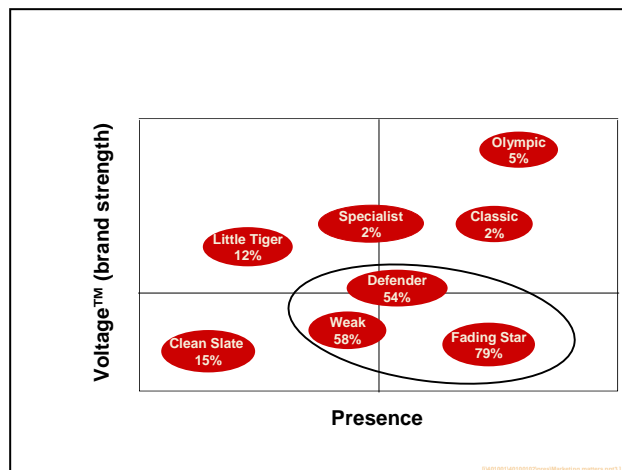 Olympic
5%
Specialist
2%
Classic
2%
Little Tiger
12%
Defender
54%
Weak
58%
Fading Star
79%
Clean Slate
15%
Voltage™ (brand strength)
Presence